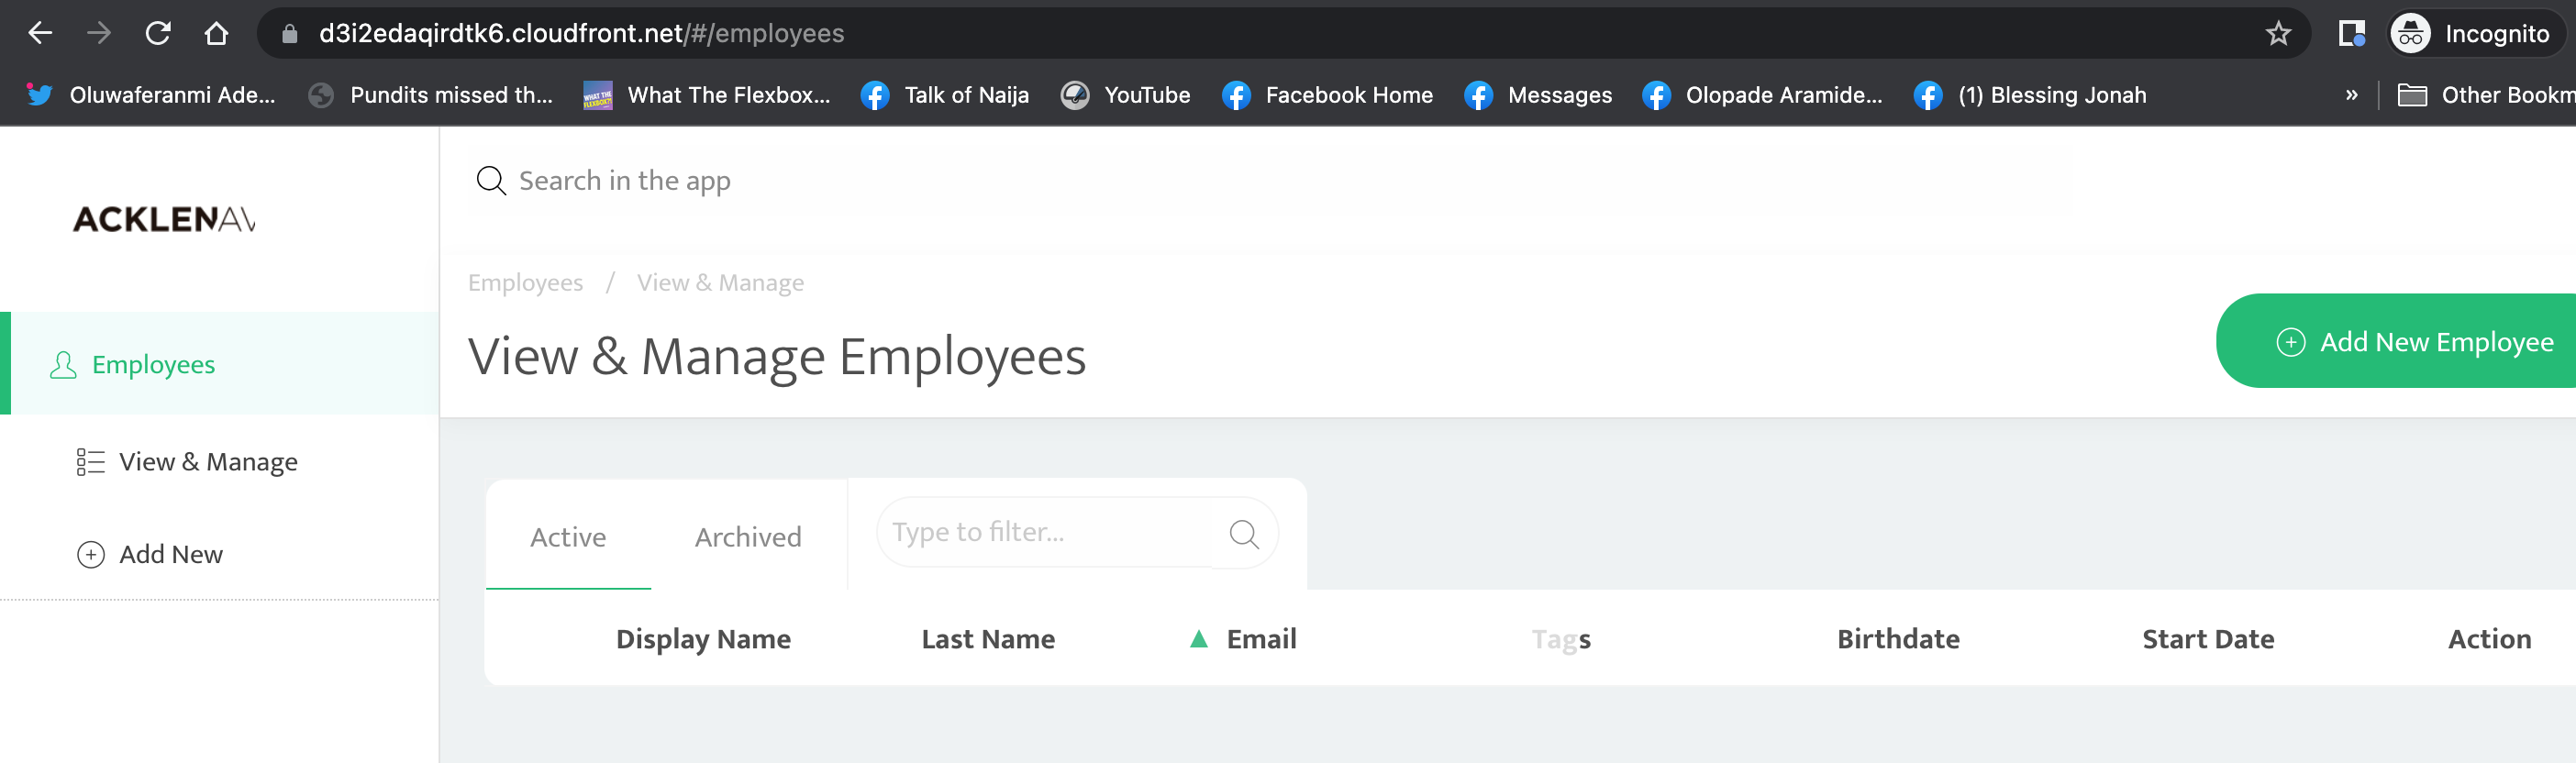 d3i2edaqirdtk6.cloudfront.net/#/employees
Incognito
Oluwaferanmi Ade...
Pundits missed th...
WHAT THE FLEXBOX?!
What The Flexbox...
Talk of Naija
YouTube
Facebook Home
Messages
Olopade Aramide...
(1) Blessing Jonah
»
Other Bookm
ACKLENAV
Search in the app
Employees / View & Manage
View & Manage Employees
Add New Employee
Employees
View & Manage
Add New
Active
Archived
Type to filter...
Display Name Last Name Email Tags Birthdate Start Date Action